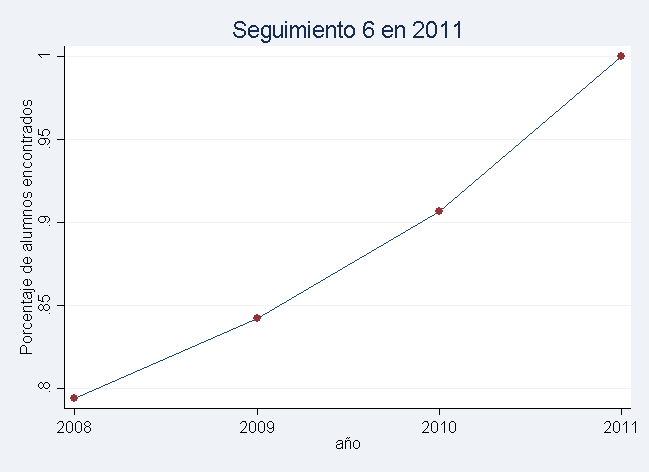 Seguimiento 6 en 2011
Porcentaje de alumnos encontrados
1
.95
.9
.85
.8
2008 2009 2010 2011
año